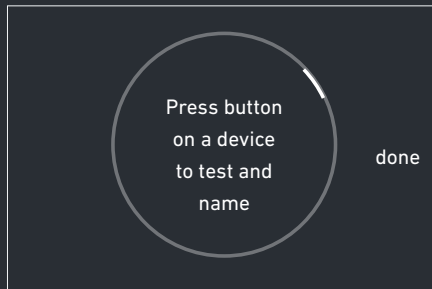 Press button
on a device
to test and
name
done